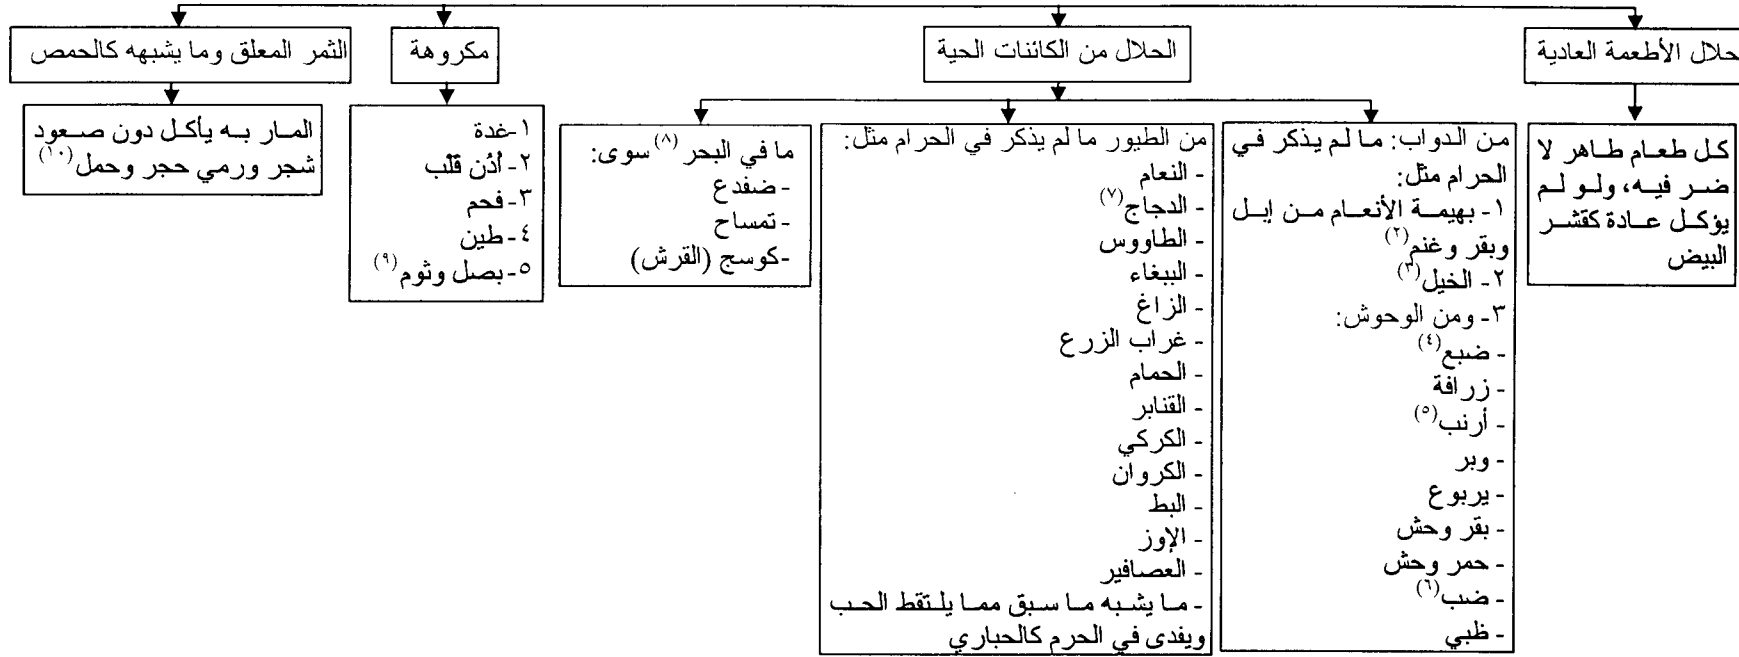 حلال الأطعمة العادية
كل طعام طاهر لا
ضر فيه، ولو لم
يؤكل عادة كقشر
البيض
الحلال من الكائنات الحية
من الدواب: ما لم يذكر في
الحرام مثل:
١- بهيمة الأنعام من إبل
وبقر وغنم(٢)
٢- الخيل(٣)
٣- ومن الوحوش:
- ضبع(٤)
- زرافة
- أرنب(٥)
- وبر
- يربوع
- بقر وحش
- حمر وحش
- ضب(٦)
- ظبي
من الطيور ما لم يذكر في الحرام مثل:
- النعام
- الدجاج(٧)
- الطاووس
- الببغاء
- الزاغ
- غراب الزرع
- الحمام
- القنابر
- الكركي
- الكروان
- البط
- الإوز
- العصافير
- ما يشبه ما سبق مما يلتقط الحب
ويفدى في الحرم كالحباري
ما في البحر(٨) سوى:
- ضفدع
- تمساح
-كوسج (القرش)
مكروهة
١-غدة
٢- أذن قلب
٣- فحم
٤- طين
٥- بصل وثوم(٩)
الثمر المعلق وما يشبهه كالحمص
المار به يأكل دون صعود
شجر ورمي حجر وحمل(١٠)